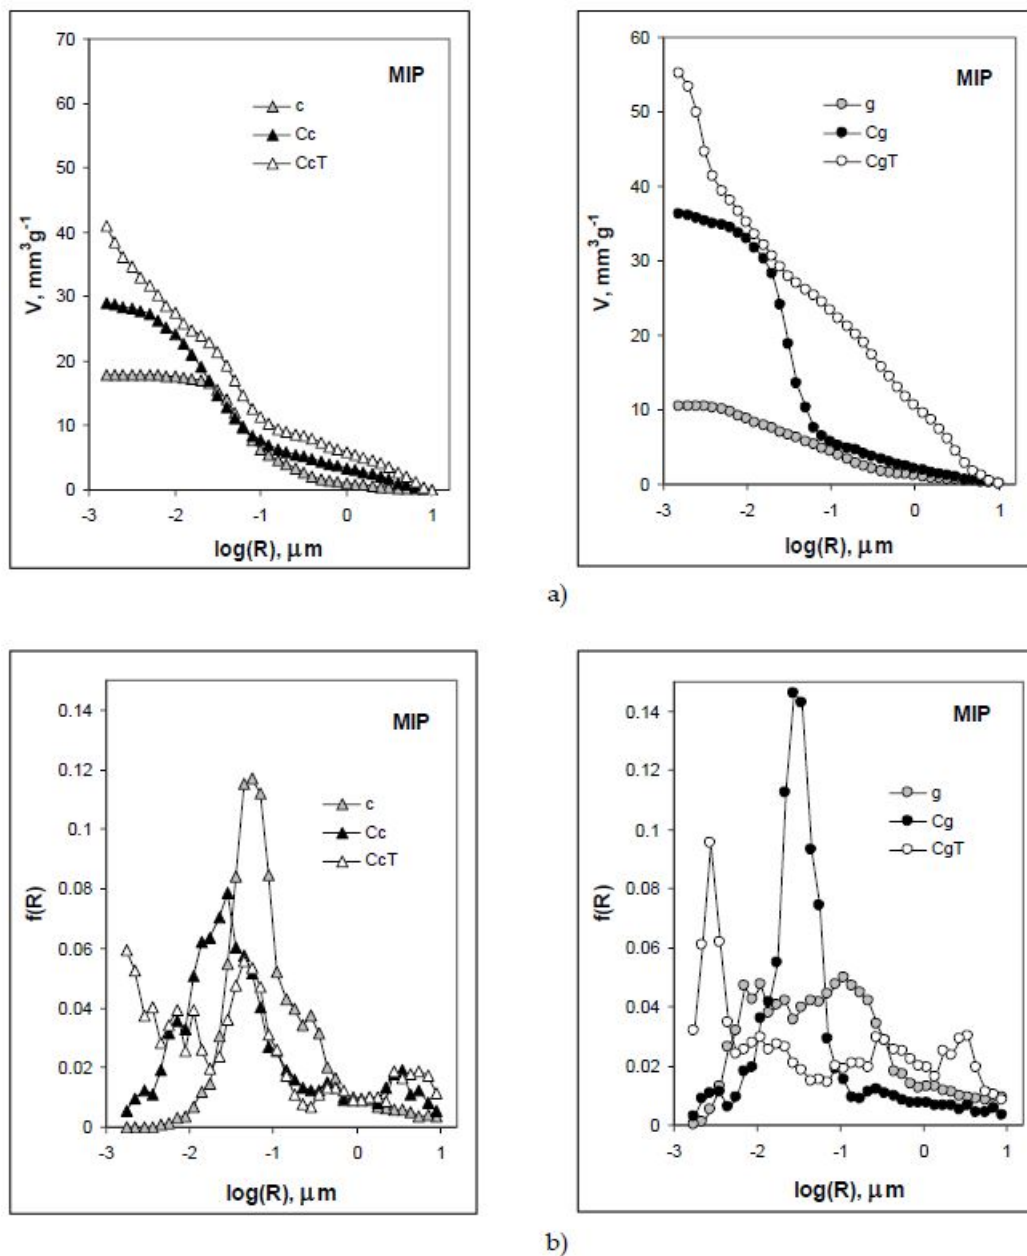 70
60
50
40
30
20
10
0
-3 -2 -1 0 1
V, mm³g⁻¹
log(R), μm
MIP
c
Cc
CcT
60
50
40
30
20
10
0
-3 -2 -1 0 1
V, mm³g⁻¹
log(R), μm
MIP
g
Cg
CgT
a)
0.14
0.12
0.1
0.08
0.06
0.04
0.02
0
-3 -2 -1 0 1
f(R)
log(R), μm
MIP
c
Cc
CcT
0.14
0.12
0.1
0.08
0.06
0.04
0.02
0
-3 -2 -1 0 1
f(R)
log(R), μm
MIP
g
Cg
CgT
b)